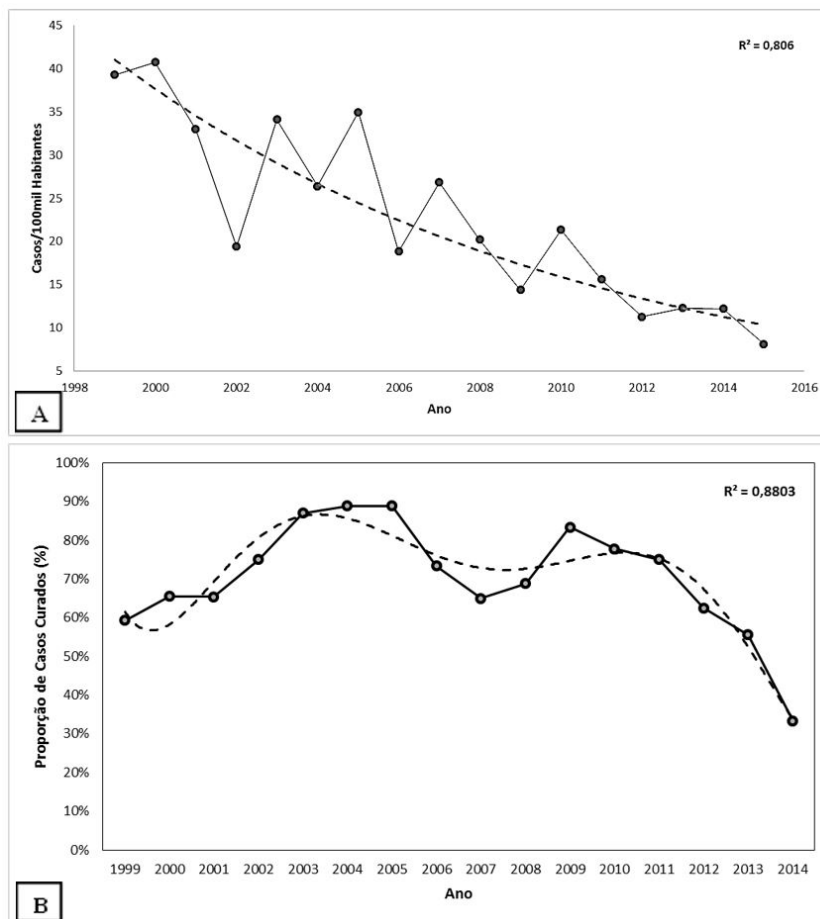 R² = 0,806
Casos/100mil Habitantes
45
40
35
30
25
20
15
10
5
1998 2000 2002 2004 2006 2008 2010 2012 2014 2016
Ano
A
R² = 0,8803
Proporção de Casos Curados (%)
100%
90%
80%
70%
60%
50%
40%
30%
20%
10%
0%
1999 2000 2001 2002 2003 2004 2005 2006 2007 2008 2009 2010 2011 2012 2013 2014
Ano
B